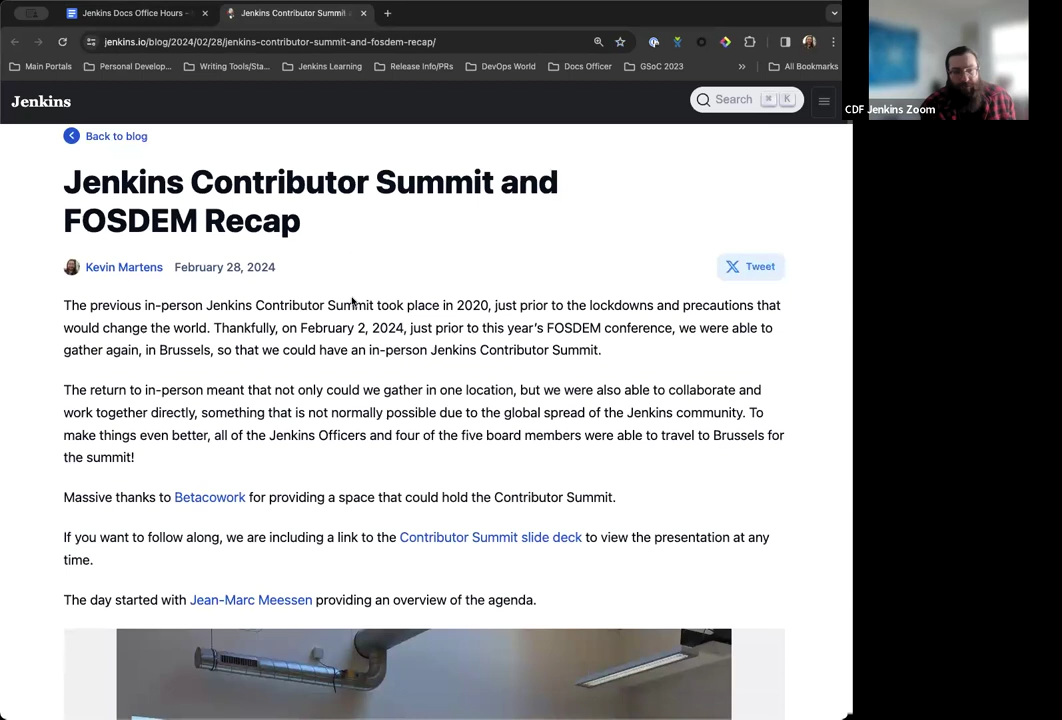 Jenkins Docs Office Hours -
Jenkins Contributor Summit a
jenkins.io/blog/2024/02/28/jenkins-contributor-summit-and-fosdem-recap/
Main Portals
Personal Develop...
Writing Tools/Sta...
Jenkins Learning
Release Info/PRs
DevOps World
Docs Officer
GSoC 2023
»
All Bookmarks
Jenkins
Search ⌘ K
CDF Jenkins Zoom
Back to blog
Jenkins Contributor Summit and
FOSDEM Recap
Kevin Martens February 28, 2024
Tweet
The previous in-person Jenkins Contributor Summit took place in 2020, just prior to the lockdowns and precautions that
would change the world. Thankfully, on February 2, 2024, just prior to this year's FOSDEM conference, we were able to
gather again, in Brussels, so that we could have an in-person Jenkins Contributor Summit.
The return to in-person meant that not only could we gather in one location, but we were also able to collaborate and
work together directly, something that is not normally possible due to the global spread of the Jenkins community. To
make things even better, all of the Jenkins Officers and four of the five board members were able to travel to Brussels for
the summit!
Massive thanks to Betacowork for providing a space that could hold the Contributor Summit.
If you want to follow along, we are including a link to the Contributor Summit slide deck to view the presentation at any
time.
The day started with Jean-Marc Meessen providing an overview of the agenda.